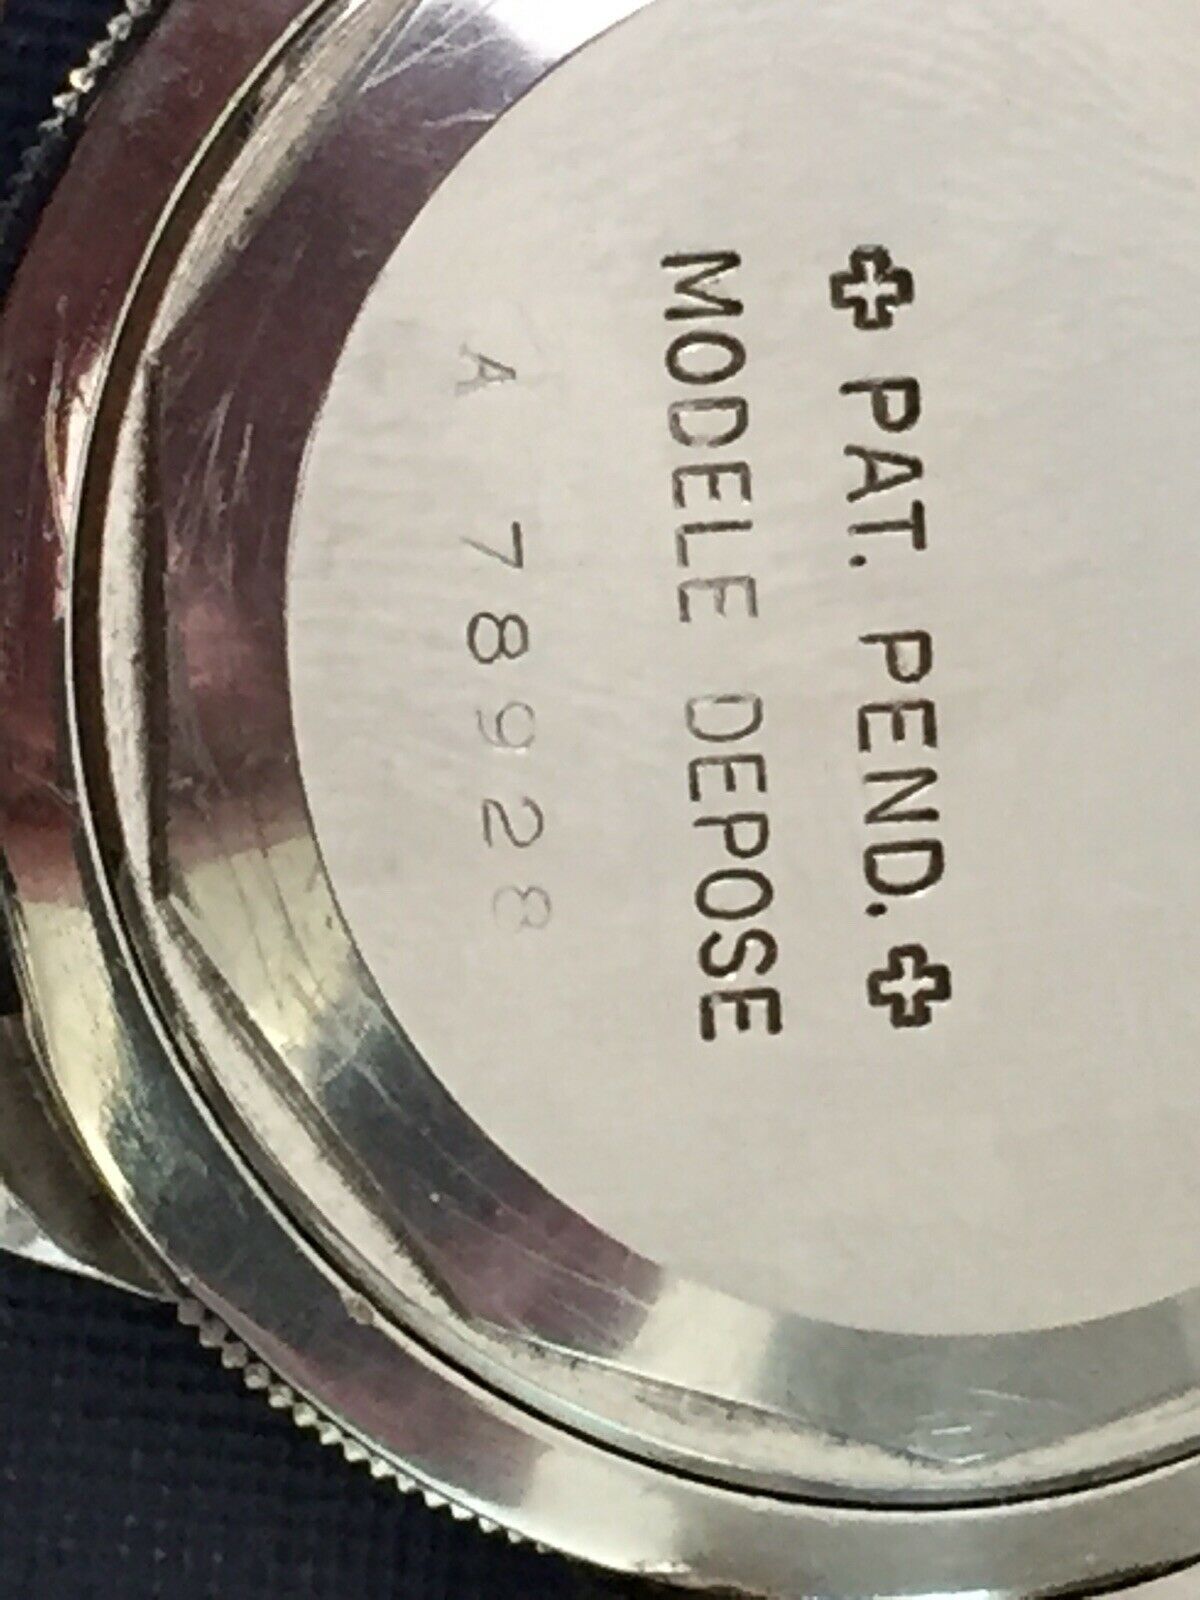 PAT. PEND.
MODELE DEPOSE
A 78928